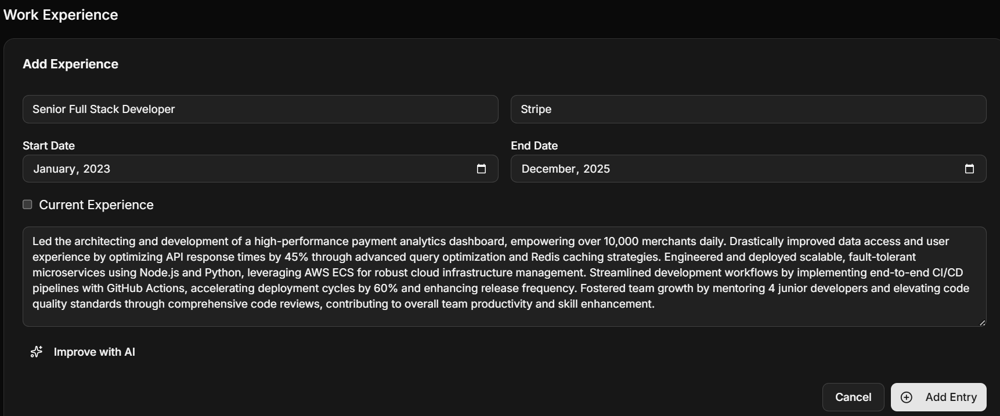 Work Experience
Add Experience
Senior Full Stack Developer
Stripe
Start Date
End Date
January, 2023
December, 2025
Current Experience
Led the architecting and development of a high-performance payment analytics dashboard, empowering over 10,000 merchants daily. Drastically improved data access and user
experience by optimizing API response times by 45% through advanced query optimization and Redis caching strategies. Engineered and deployed scalable, fault-tolerant
microservices using Node.js and Python, leveraging AWS ECS for robust cloud infrastructure management. Streamlined development workflows by implementing end-to-end CI/CD
pipelines with GitHub Actions, accelerating deployment cycles by 60% and enhancing release frequency. Fostered team growth by mentoring 4 junior developers and elevating code
quality standards through comprehensive code reviews, contributing to overall team productivity and skill enhancement.
Improve with AI
Cancel
Add Entry